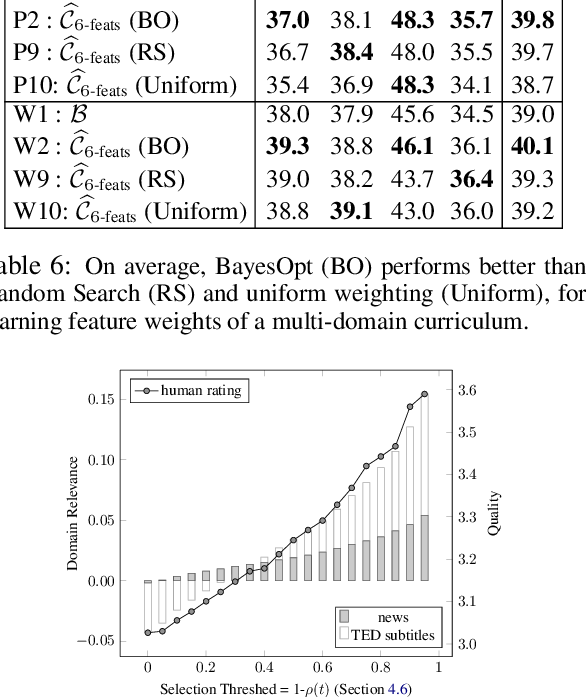 P2 : Ĉ6-feats (BO) 37.0 38.1 48.3 35.7 39.8
P9 : Ĉ6-feats (RS) 36.7 38.4 48.0 35.5 39.7
P10: Ĉ6-feats (Uniform) 35.4 36.9 48.3 34.1 38.7
W1 : B 38.0 37.9 45.6 34.5 39.0
W2 : Ĉ6-feats (BO) 39.3 38.8 46.1 36.1 40.1
W9 : Ĉ6-feats (RS) 39.0 38.2 43.7 36.4 39.3
W10: Ĉ6-feats (Uniform) 38.8 39.1 43.0 36.0 39.2
able 6: On average, BayesOpt (BO) performs better than
andom Search (RS) and uniform weighting (Uniform), for
arning feature weights of a multi-domain curriculum.
human rating
0.15
0.10
0.05
0.00
−0.05
Domain Relevance
3.6
3.5
3.4
3.3
3.2
3.1
3.0
Quality
news
TED subtitles
0 0.2 0.4 0.6 0.8 1
Selection Threshed = 1-ρ(t) (Section 4.6)